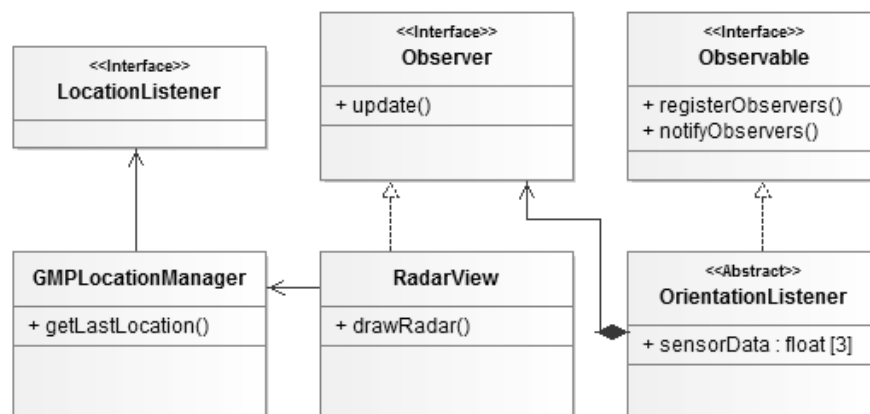 <<Interface>>
LocationListener
<<Interface>>
Observer
+ update()
<<Interface>>
Observable
+ registerObservers()
+ notifyObservers()
GMPLocationManager
+ getLastLocation()
RadarView
+ drawRadar()
<<Abstract>>
OrientationListener
+ sensorData : float [3]